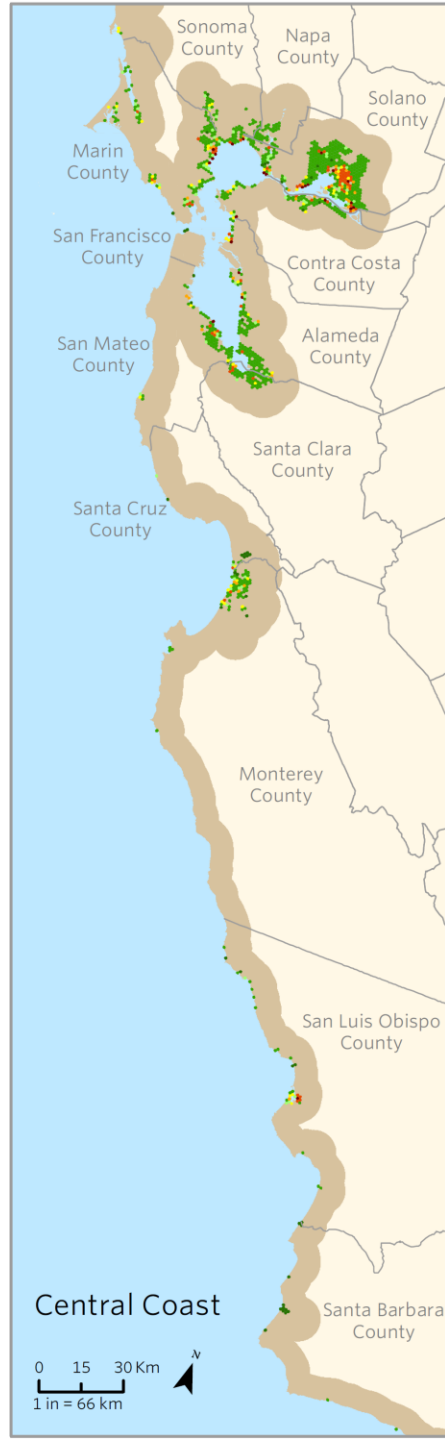 Sonoma
County
Napa
County
Solano
County
Marin
County
San Francisco
County
Contra Costa
County
San Mateo
County
Alameda
County
Santa Clara
County
Santa Cruz
County
Monterey
County
San Luis Obispo
County
Santa Barbara
County
Central Coast
0 15 30 Km
1 in = 66 km
N